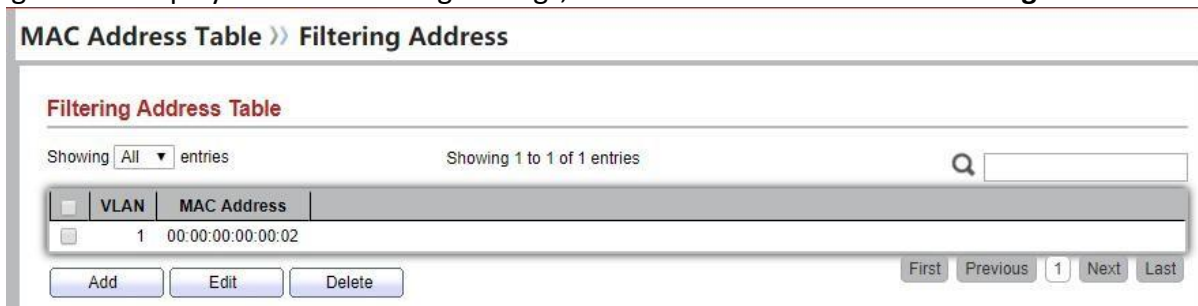 MAC Address Table 》 Filtering Address
Filtering Address Table
Showing All entries Showing 1 to 1 of 1 entries
VLAN MAC Address
1 00:00:00:00:00:02
Add Edit Delete First Previous 1 Next Last